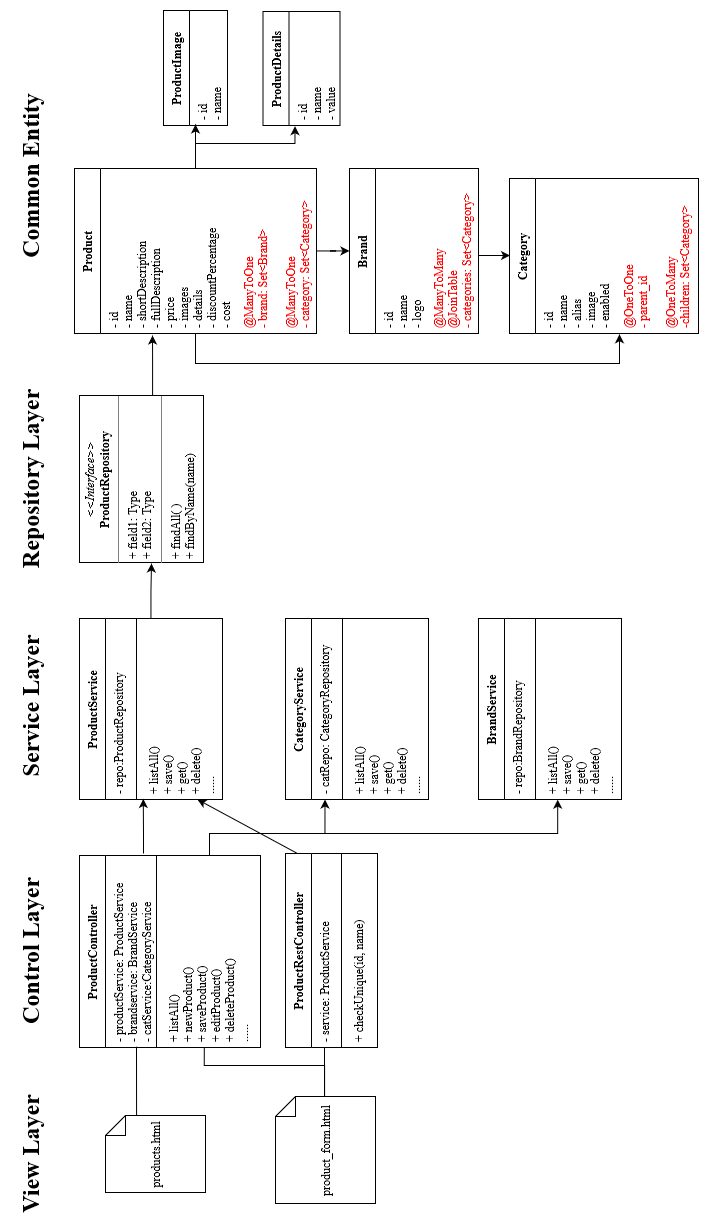 View Layer
Control Layer
Service Layer
Repository Layer
Common Entity
products.html
product_form.html
ProductController
- productService: ProductService
- brandservice: BrandService
- catService:CategoryService
+ listAll()
+ newProduct()
+ saveProduct()
+ editProduct()
+ deleteProduct()
......
ProductRestController
- service: ProductService
+ checkUnique(id, name)
ProductService
- repo:ProductRepository
+ listAll()
+ save()
+ get()
+ delete()
......
CategoryService
- catRepo: CategoryRepository
+ listAll()
+ save()
+ get()
+ delete()
......
BrandService
- repo:BrandRepository
+ listAll()
+ save()
+ get()
+ delete()
......
<<Interface>>
ProductRepository
+ field1: Type
+ field2: Type
+ findAll( )
+ findByName(name)
Product
- id
- name
- shortDescription
- fullDescription
- price
- images
- details
- discountPercentage
- cost
@ManyToOne
- brand: Set<Brand>
@ManyToOne
- category: Set<Category>
ProductImage
- id
- name
ProductDetails
- id
- name
- value
Brand
- id
- name
- logo
@ManyToMany
@JoinTable
- categories: Set<Category>
Category
- id
- name
- alias
- image
- enabled
@OneToOne
- parent_id
@OneToMany
-children: Set<Category>